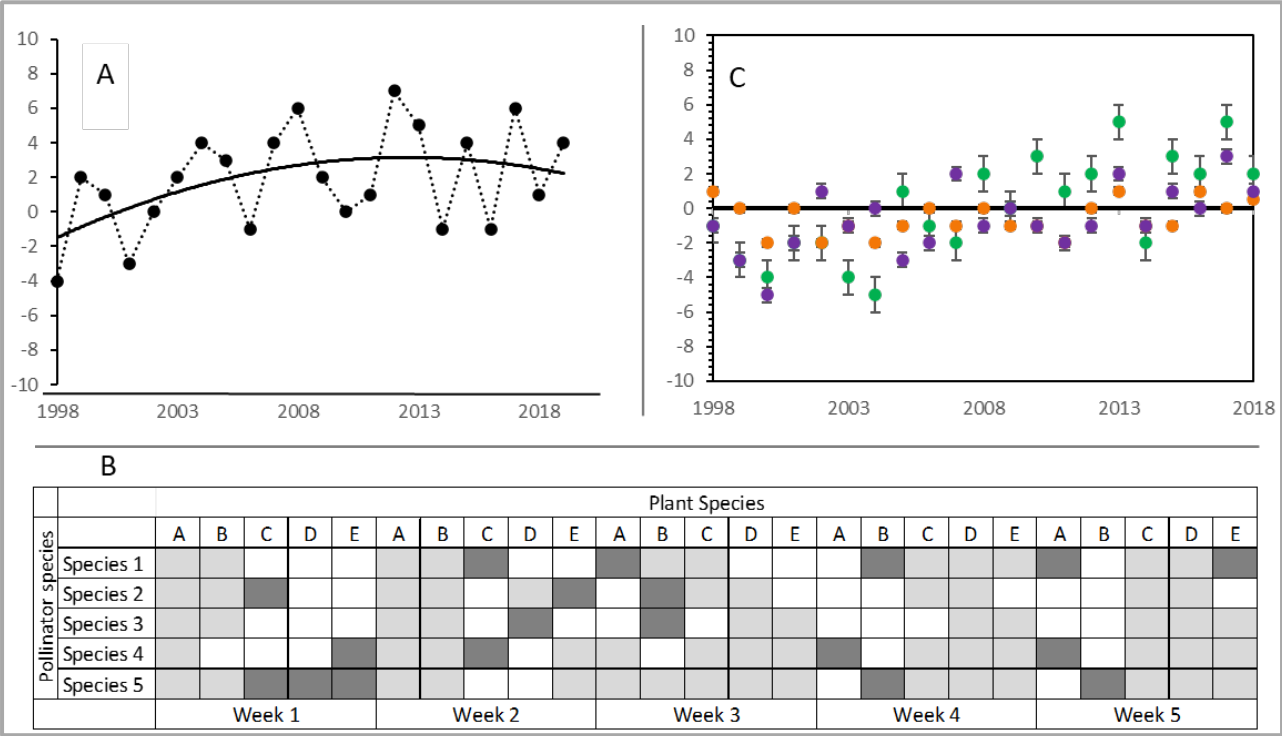 A
10
8
6
4
2
0
-2
-4
-6
-8
-10
1998 2003 2008 2013 2018
C
10
8
6
4
2
0
-2
-4
-6
-8
-10
1998 2003 2008 2013 2018
B
Plant Species
Pollinator species
A B C D E A B C D E A B C D E A B C D E A B C D E
Species 1
Species 2
Species 3
Species 4
Species 5
Week 1 Week 2 Week 3 Week 4 Week 5